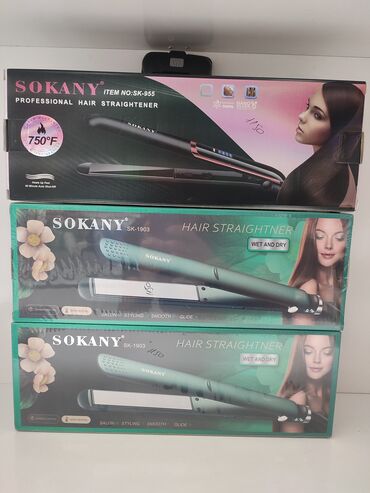 SOKANY
ITEM NO:SK-955
PROFESSIONAL HAIR STRAIGHTENER
750°F
1150
SOKANY
SK-1903
HAIR STRAIGHTNER
WET AND DRY
SALON STYLING SMOOTH GLIDE
SOKANY
SK-1903
HAIR STRAIGHTNER
WET AND DRY
SALON STYLING SMOOTH GLIDE